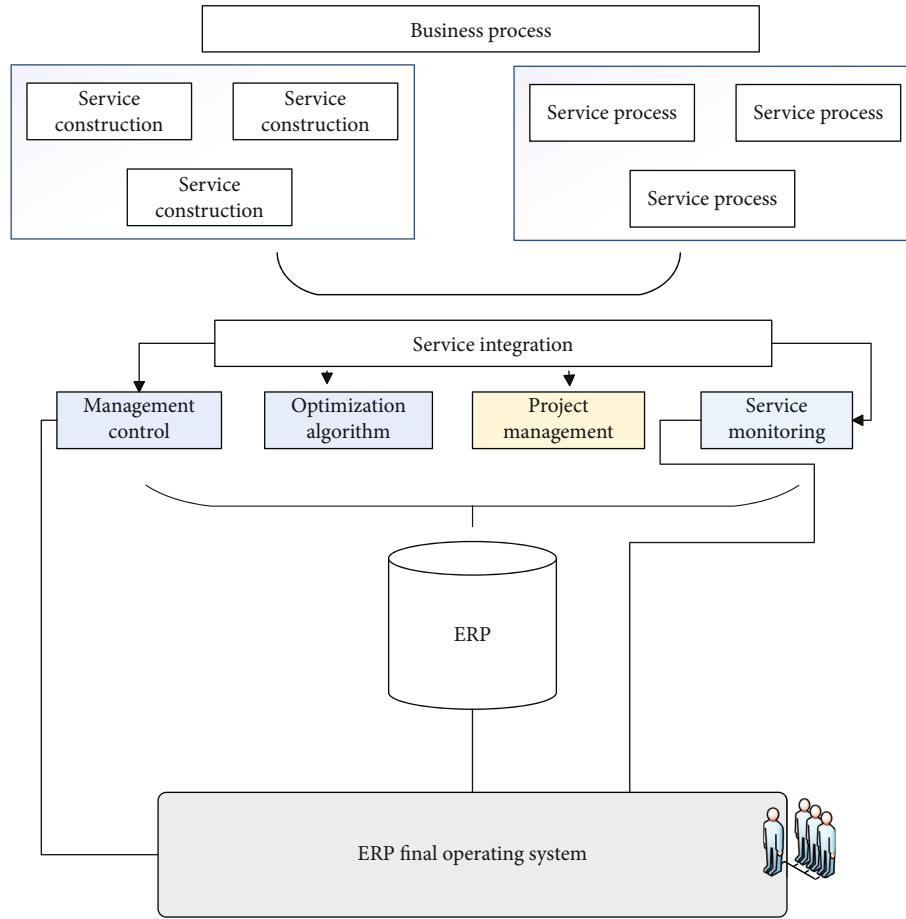 Business process
Service
construction
Service
construction
Service
construction
Service process
Service process
Service process
Service integration
Management
control
Optimization
algorithm
Project
management
Service
monitoring
ERP
ERP final operating system